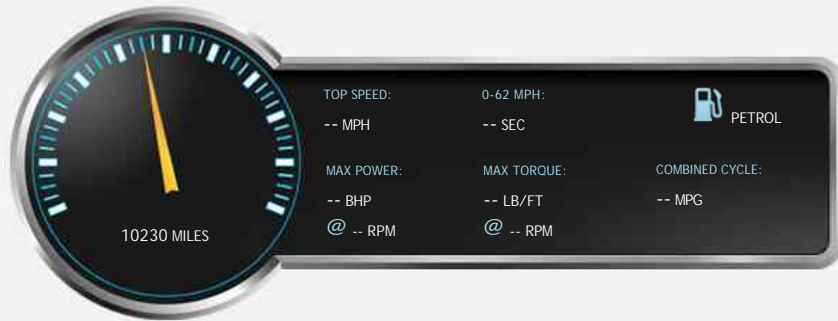 TOP SPEED:
-- MPH
0-62 MPH:
-- SEC
PETROL
MAX POWER:
-- BHP
@ -- RPM
MAX TORQUE:
-- LB/FT
@ -- RPM
COMBINED CYCLE:
-- MPG
10230 MILES